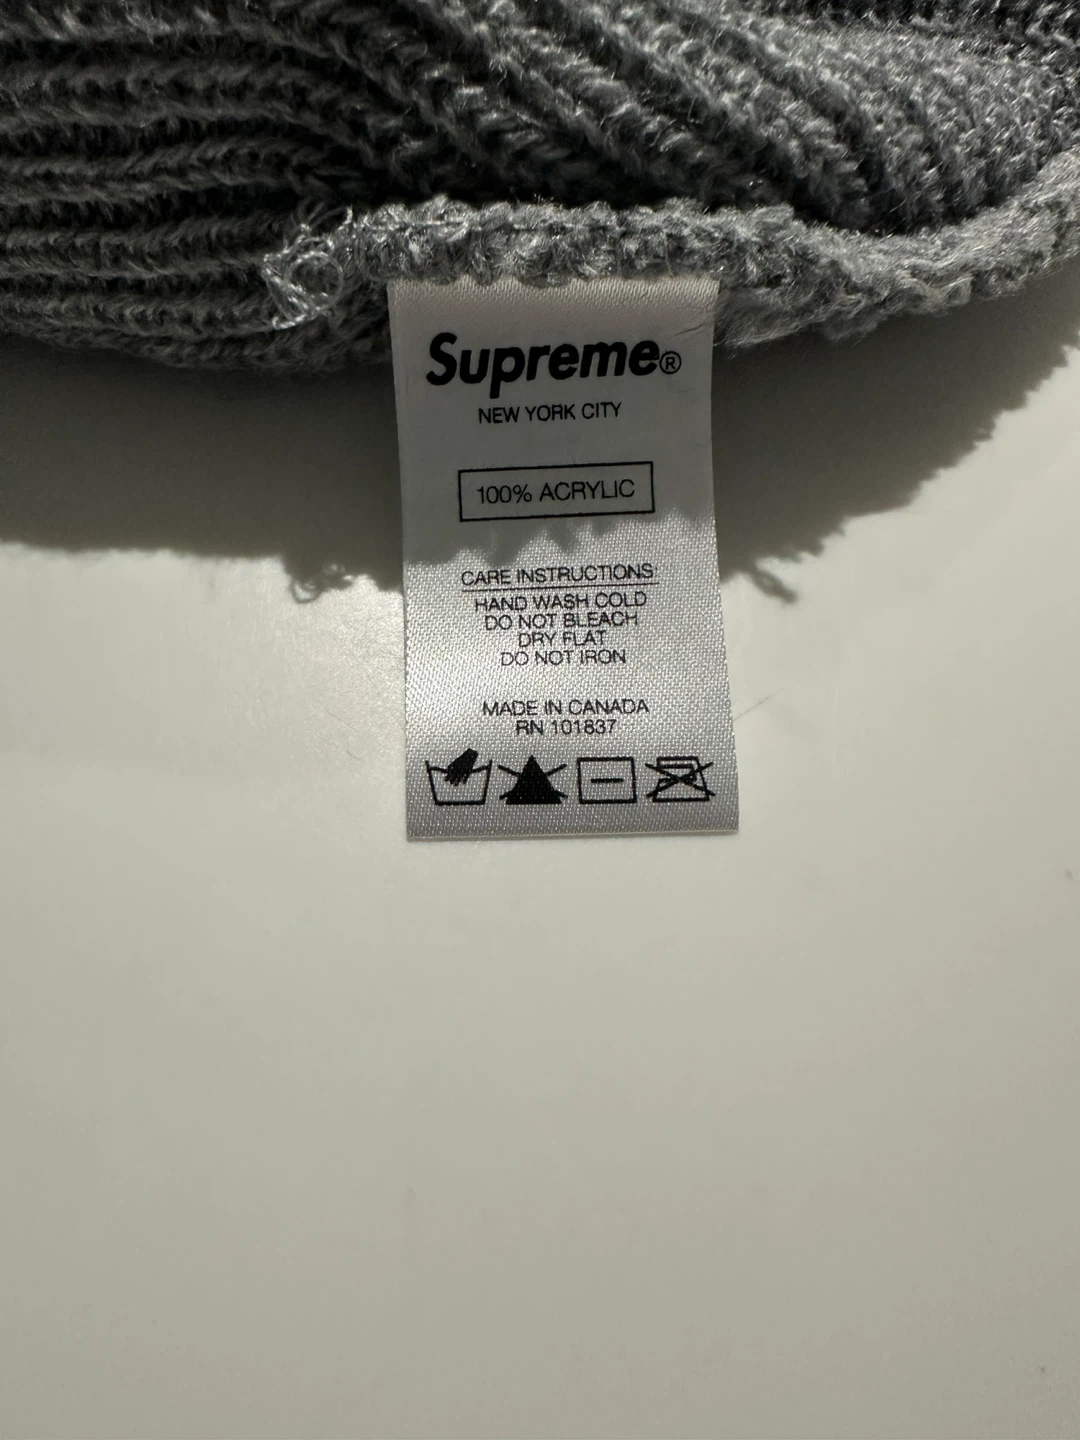 Supreme®
NEW YORK CITY
100% ACRYLIC
CARE INSTRUCTIONS:
HAND WASH COLD
DO NOT BLEACH
DRY FLAT
DO NOT IRON
MADE IN CANADA
RN 101837